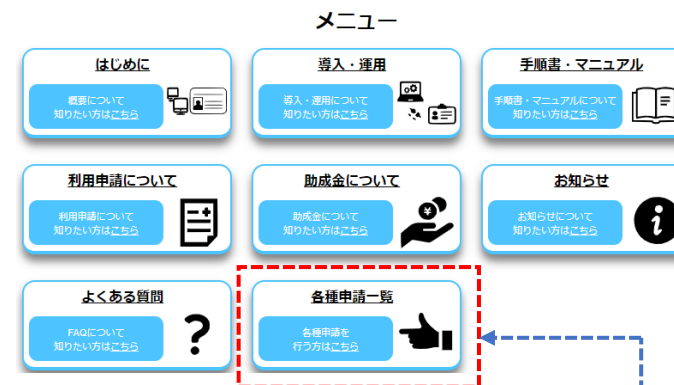 メニュー
はじめに
概要について
知りたい方はこちら
導入・運用
導入・運用について
知りたい方はこちら
手順書・マニュアル
手順書・マニュアルについて
知りたい方はこちら
利用申請について
利用申請について
知りたい方はこちら
助成金について
助成金について
知りたい方はこちら
お知らせ
お知らせについて
知りたい方はこちら
よくある質問
FAQについて
知りたい方はこちら
各種申請一覧
各種申請を
行う方はこちら